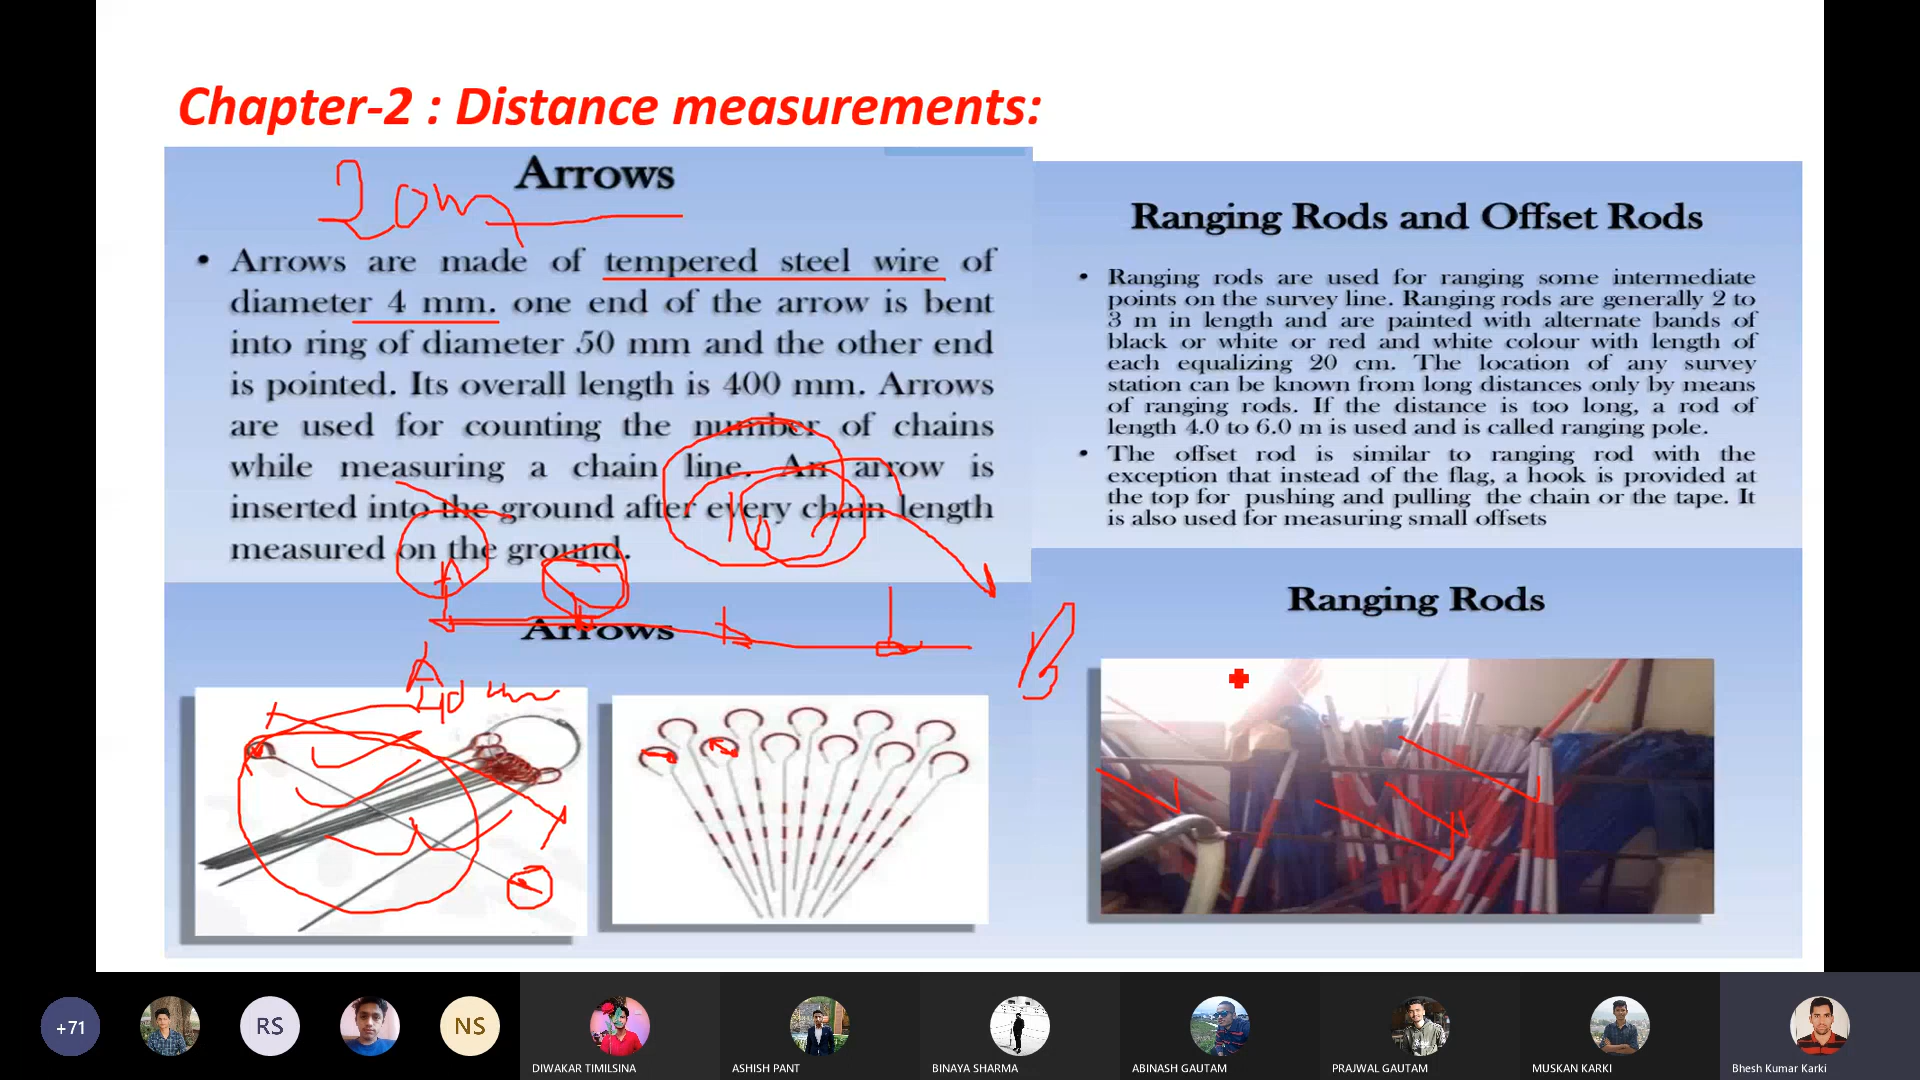 Chapter-2 : Distance measurements:
Arrows
20m
• Arrows are made of tempered steel wire of
diameter 4 mm. one end of the arrow is bent
into ring of diameter 50 mm and the other end
is pointed. Its overall length is 400 mm. Arrows
are used for counting the number of chains
while measuring a chain line. An arrow is
inserted into the ground after every chain length
measured on the ground.
10
Arrows
A
B
Ranging Rods and Offset Rods
• Ranging rods are used for ranging some intermediate
points on the survey line. Ranging rods are generally 2 to
3 m in length and are painted with alternate bands of
black or white or red and white colour with length of
each equalizing 20 cm. The location of any survey
station can be known from long distances only by means
of ranging rods. If the distance is too long, a rod of
length 4.0 to 6.0 m is used and is called ranging pole.
• The offset rod is similar to ranging rod with the
exception that instead of the flag, a hook is provided at
the top for pushing and pulling the chain or the tape. It
is also used for measuring small offsets
Ranging Rods
+71
RS
NS
DIWAKAR TIMILSINA
ASHISH PANT
BINAYA SHARMA
ABINASH GAUTAM
PRAJWAL GAUTAM
MUSKAN KARKI
Bhesh Kumar Karki